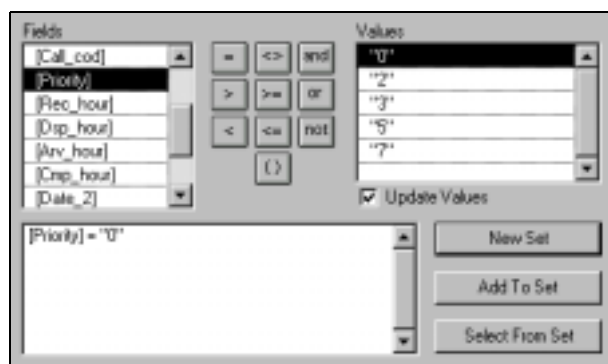 Fields
[Call_cod]
[Priority]
[Rec_hour]
[Dsp_hour]
[Arv_hour]
[Cmp_hour]
[Date_2]
= <> and
> >= or
< <= not
( )
Values
"0"
"2"
"3"
"5"
"7"
Update Values
[Priority] = "0"
New Set
Add To Set
Select From Set